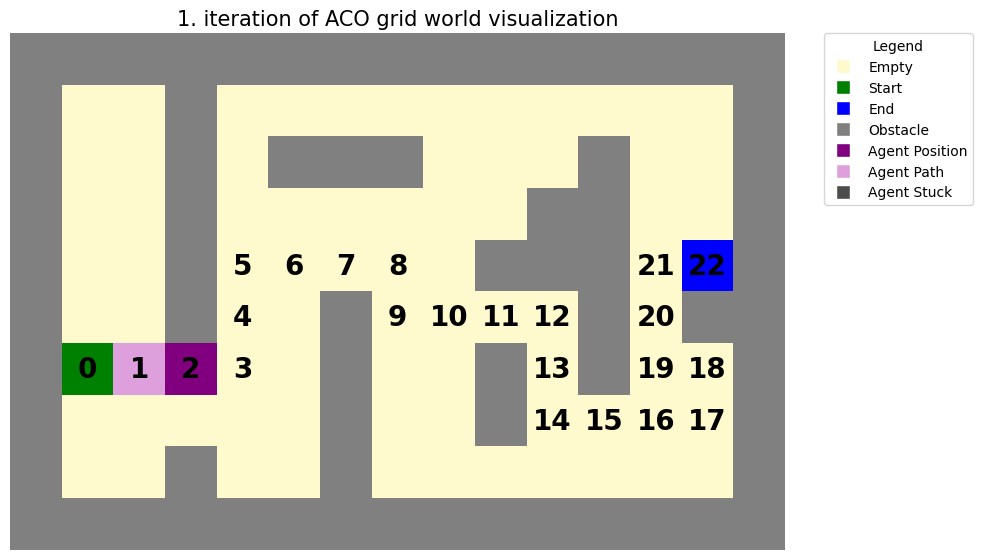 1. iteration of ACO grid world visualization
Legend
Empty
Start
End
Obstacle
Agent Position
Agent Path
Agent Stuck
5 6 7 8 21 22
4 9 10 11 12 20
0 1 2 3 13 19 18
14 15 16 17